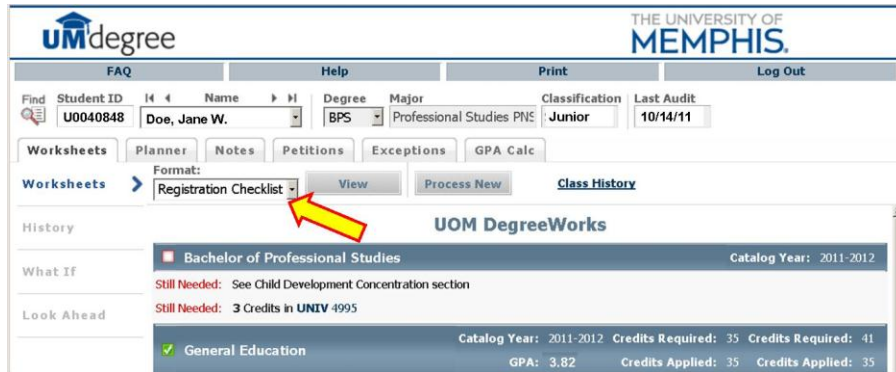 UMdegree
THE UNIVERSITY OF
MEMPHIS.
FAQ Help Print Log Out
Find Student ID Name Degree Major Classification Last Audit
U0040848 Doe, Jane W. BPS Professional Studies PNS Junior 10/14/11
Worksheets Planner Notes Petitions Exceptions GPA Calc
Format:
Worksheets Registration Checklist View Process New Class History
History
UOM DegreeWorks
Bachelor of Professional Studies Catalog Year: 2011-2012
What If
Still Needed: See Child Development Concentration section
Still Needed: 3 Credits in UNIV 4995
Look Ahead
Catalog Year: 2011-2012 Credits Required: 35 Credits Required: 41
General Education
GPA: 3.82 Credits Applied: 35 Credits Applied: 35